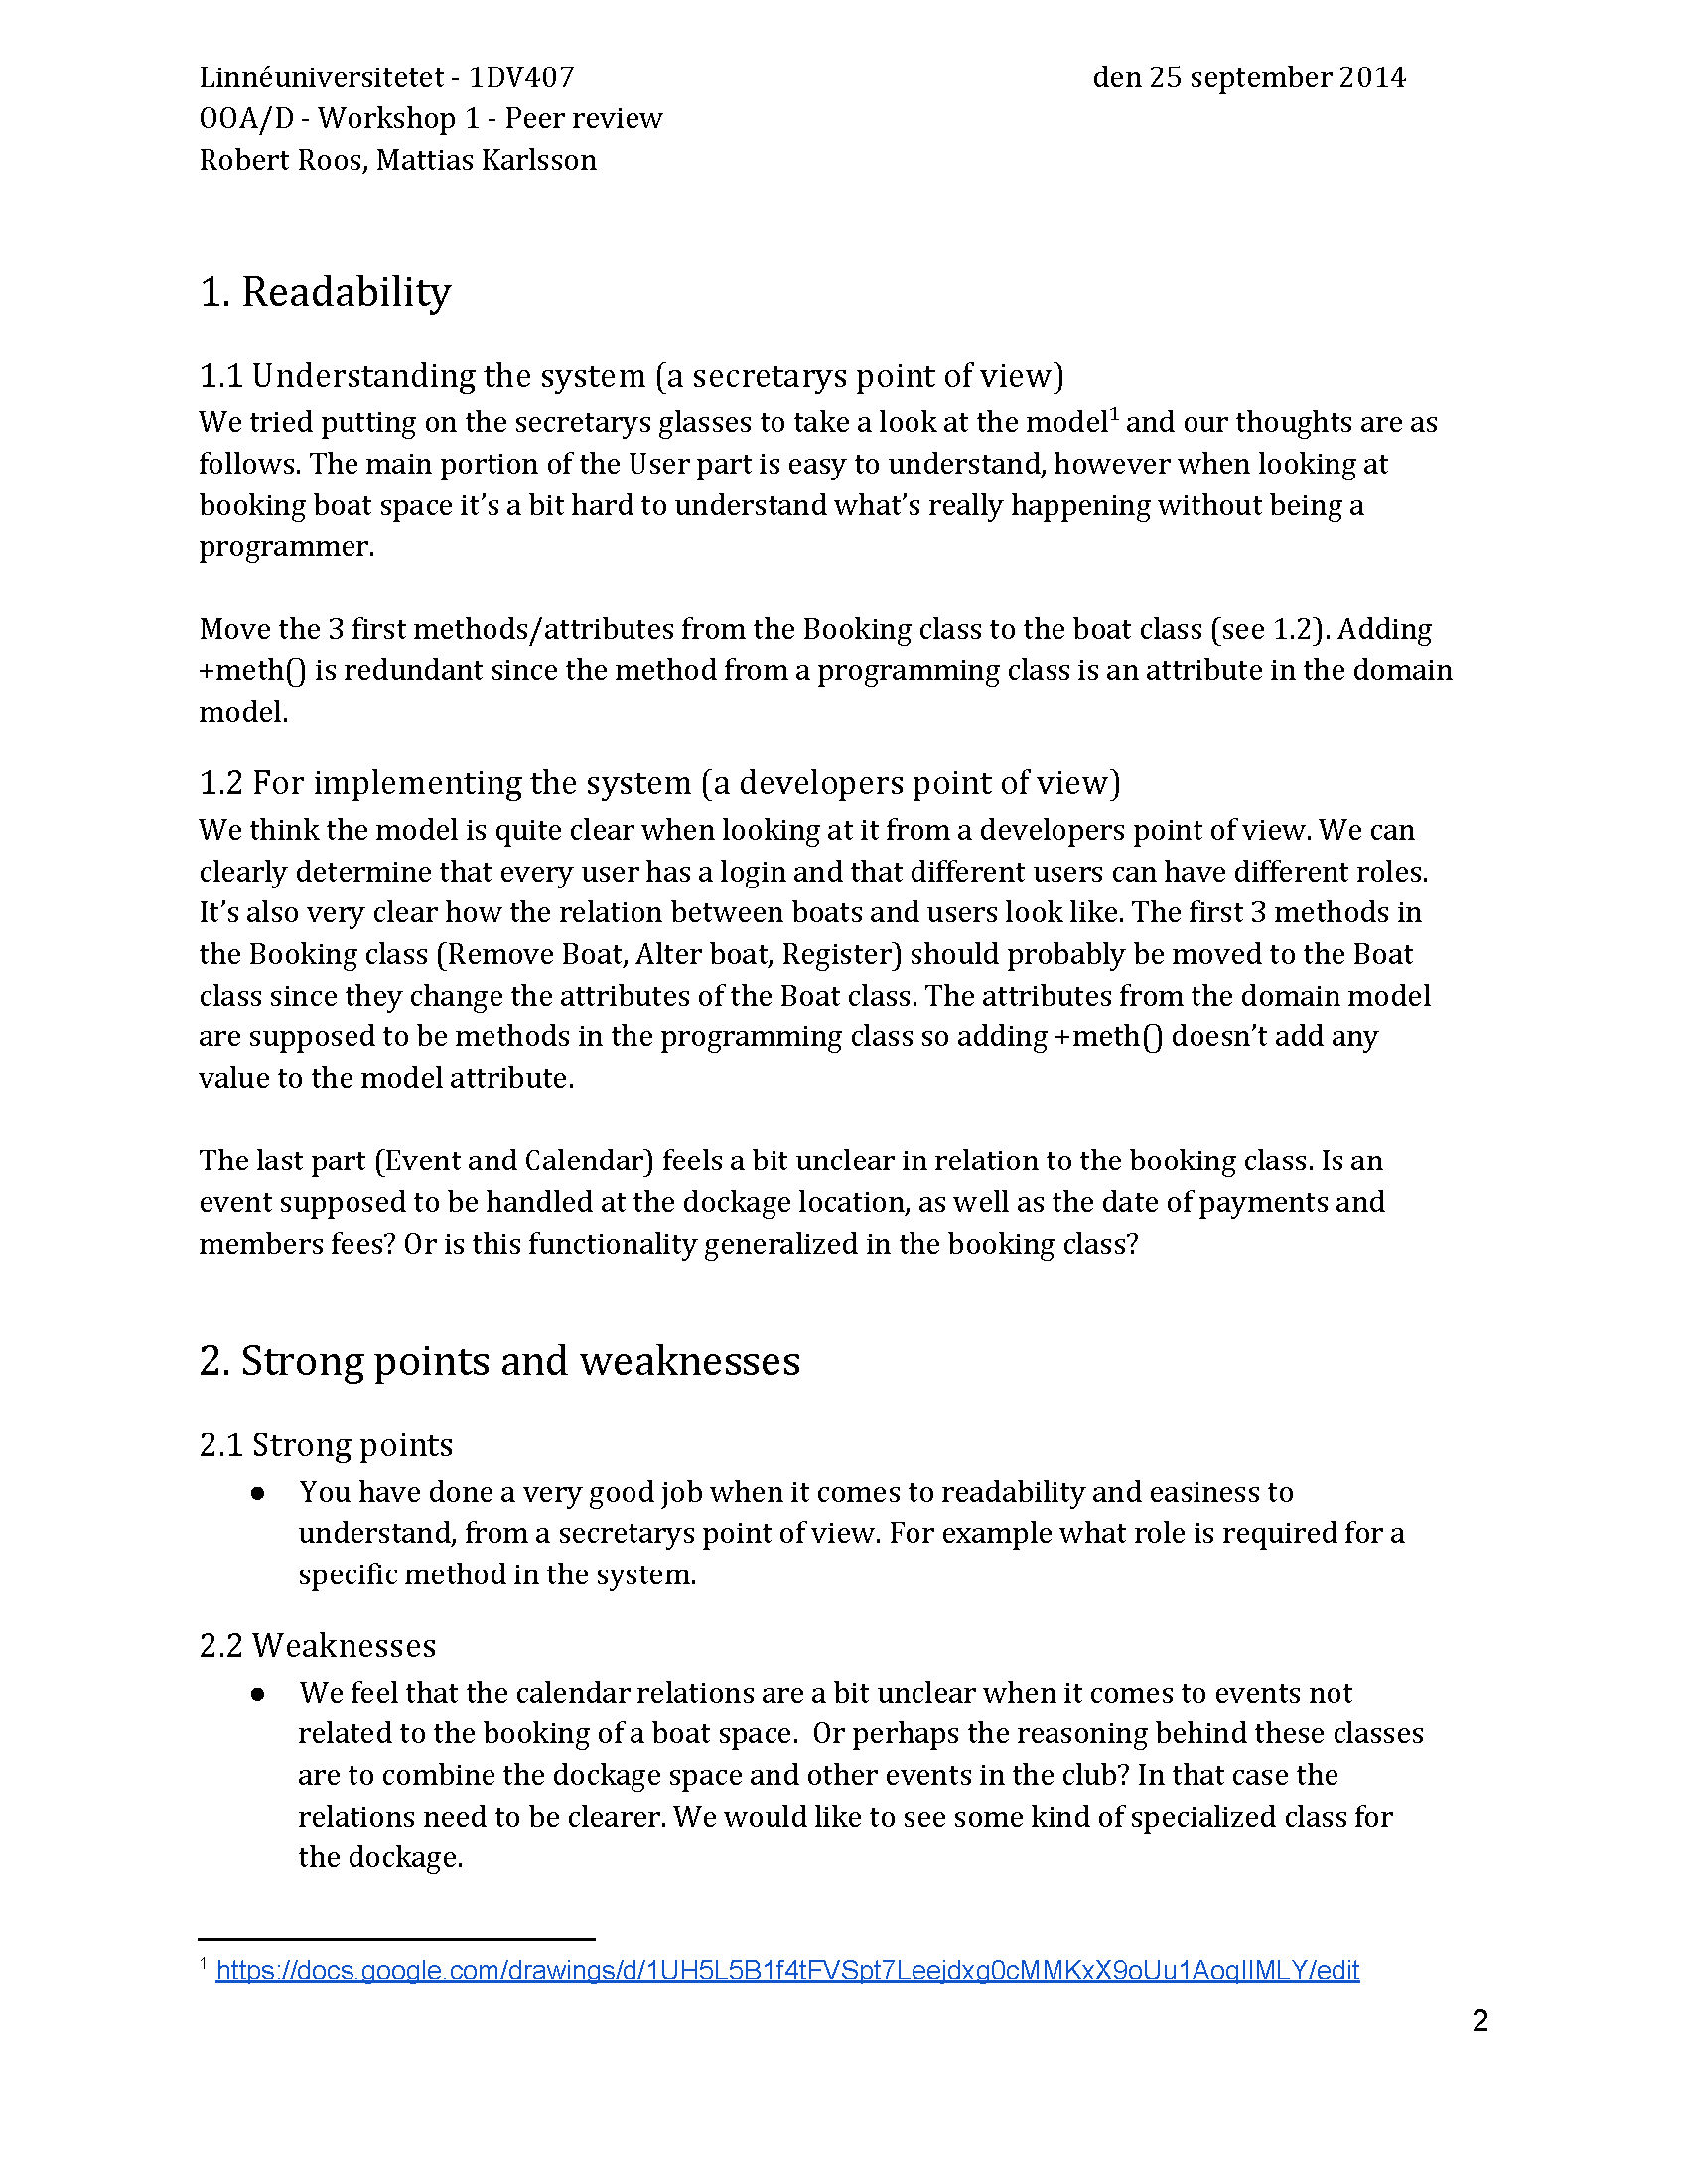 Linnéuniversitetet - 1DV407 den 25 september 2014
OOA/D - Workshop 1 - Peer review
Robert Roos, Mattias Karlsson
1. Readability
1.1 Understanding the system (a secretarys point of view)
We tried putting on the secretarys glasses to take a look at the model¹ and our thoughts are as
follows. The main portion of the User part is easy to understand, however when looking at
booking boat space it’s a bit hard to understand what’s really happening without being a
programmer.
Move the 3 first methods/attributes from the Booking class to the boat class (see 1.2). Adding
+meth() is redundant since the method from a programming class is an attribute in the domain
model.
1.2 For implementing the system (a developers point of view)
We think the model is quite clear when looking at it from a developers point of view. We can
clearly determine that every user has a login and that different users can have different roles.
It’s also very clear how the relation between boats and users look like. The first 3 methods in
the Booking class (Remove Boat, Alter boat, Register) should probably be moved to the Boat
class since they change the attributes of the Boat class. The attributes from the domain model
are supposed to be methods in the programming class so adding +meth() doesn’t add any
value to the model attribute.
The last part (Event and Calendar) feels a bit unclear in relation to the booking class. Is an
event supposed to be handled at the dockage location, as well as the date of payments and
members fees? Or is this functionality generalized in the booking class?
2. Strong points and weaknesses
2.1 Strong points
● You have done a very good job when it comes to readability and easiness to
understand, from a secretarys point of view. For example what role is required for a
specific method in the system.
2.2 Weaknesses
● We feel that the calendar relations are a bit unclear when it comes to events not
related to the booking of a boat space.  Or perhaps the reasoning behind these classes
are to combine the dockage space and other events in the club? In that case the
relations need to be clearer. We would like to see some kind of specialized class for
the dockage.
¹ https://docs.google.com/drawings/d/1UH5L5B1f4tFVSpt7Leejdxg0cMMKxX9oUu1AoqIIMLY/edit
2